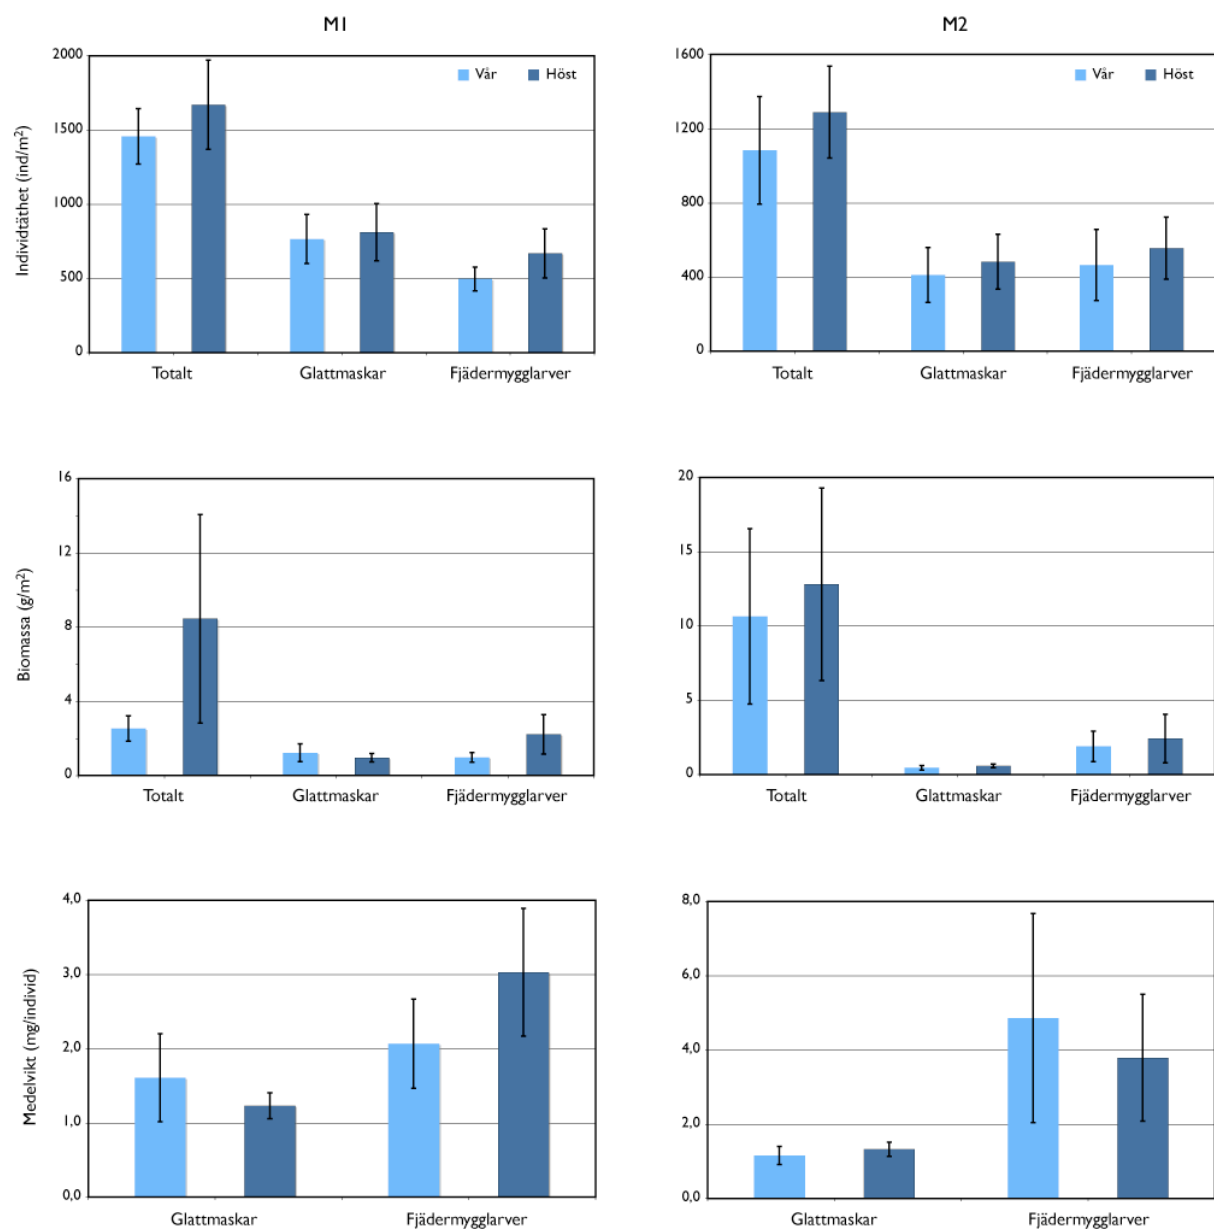 M1
M2
Individtäthet (ind/m²)
2000
1500
1000
500
0
Vår
Höst
Totalt
Glattmaskar
Fjädermygglarver
1600
1200
800
400
0
Vår
Höst
Totalt
Glattmaskar
Fjädermygglarver
Biomassa (g/m²)
16
12
8
4
0
Totalt
Glattmaskar
Fjädermygglarver
20
15
10
5
0
Totalt
Glattmaskar
Fjädermygglarver
Medelvikt (mg/individ)
4,0
3,0
2,0
1,0
0,0
Glattmaskar
Fjädermygglarver
8,0
6,0
4,0
2,0
0,0
Glattmaskar
Fjädermygglarver